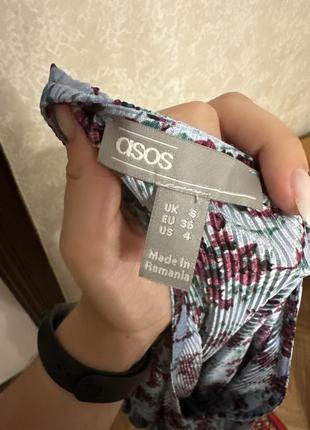 asos
UK 8
EU 36
US 4
Made in
Romania